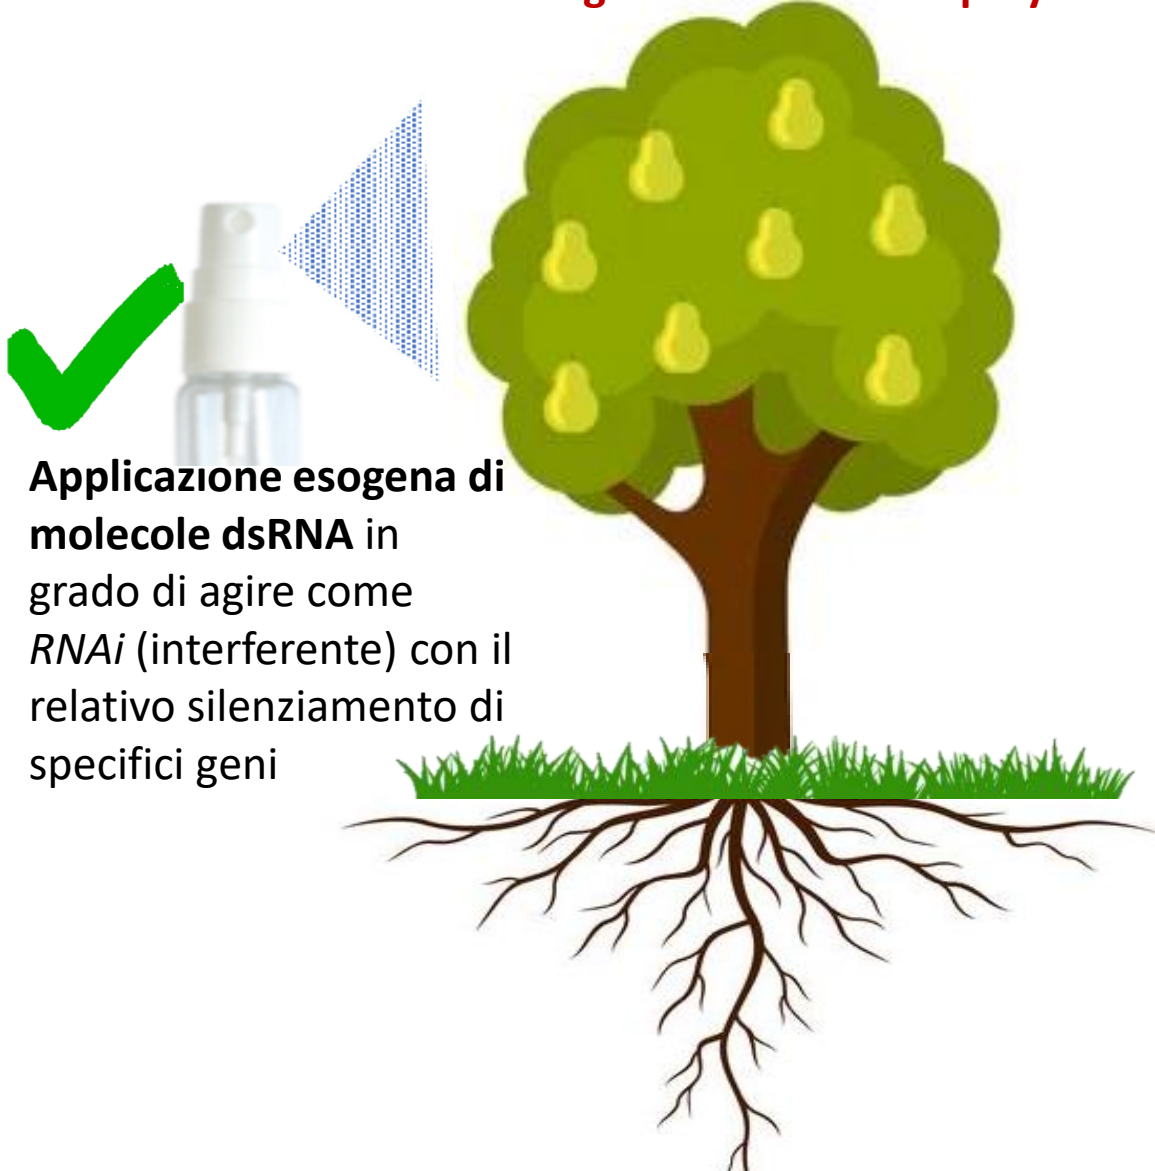 Applicazione esogena di
molecole dsRNA in
grado di agire come
RNAi (interferente) con il
relativo silenziamento di
specifici geni